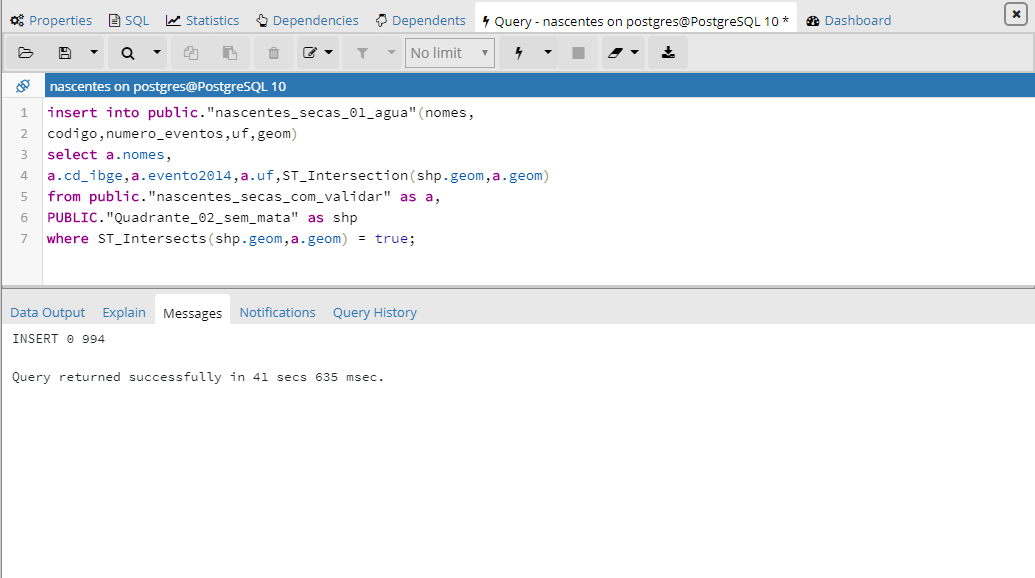 Properties SQL Statistics Dependencies Dependents Query - nascentes on postgres@PostgreSQL 10 * Dashboard
No limit
nascentes on postgres@PostgreSQL 10
1 insert into public."nascentes_secas_01_agua"(nomes,
2 codigo,numero_eventos,uf,geom)
3 select a.nomes,
4 a.cd_ibge,a.evento2014,a.uf,ST_Intersection(shp.geom,a.geom)
5 from public."nascentes_secas_com_validar" as a,
6 PUBLIC."Quadrante_02_sem_mata" as shp
7 where ST_Intersects(shp.geom,a.geom) = true;
Data Output Explain Messages Notifications Query History
INSERT 0 994
Query returned successfully in 41 secs 635 msec.